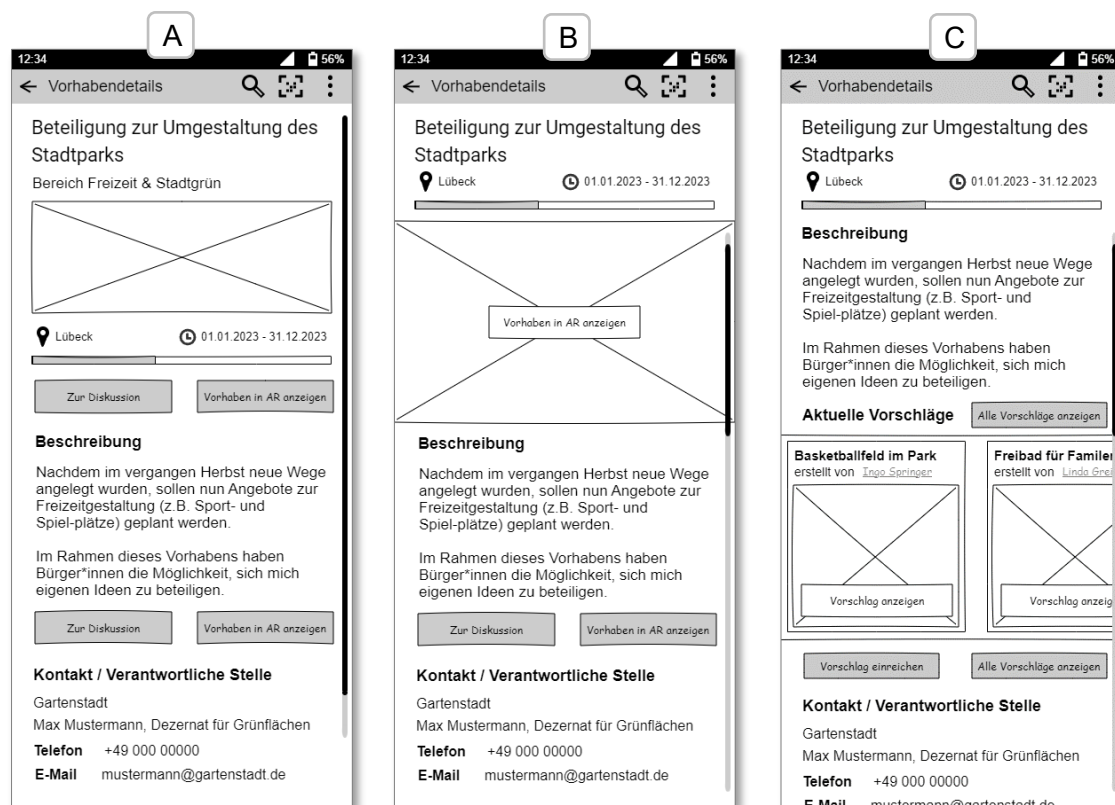 A
12:34 56%
Vorhabendetails
Beteiligung zur Umgestaltung des
Stadtparks
Bereich Freizeit & Stadtgrün
Lübeck 01.01.2023 - 31.12.2023
Zur Diskussion Vorhaben in AR anzeigen
Beschreibung
Nachdem im vergangen Herbst neue Wege
angelegt wurden, sollen nun Angebote zur
Freizeitgestaltung (z.B. Sport- und
Spiel-plätze) geplant werden.
Im Rahmen dieses Vorhabens haben
Bürger*innen die Möglichkeit, sich mich
eigenen Ideen zu beteiligen.
Zur Diskussion Vorhaben in AR anzeigen
Kontakt / Verantwortliche Stelle
Gartenstadt
Max Mustermann, Dezernat für Grünflächen
Telefon +49 000 00000
E-Mail mustermann@gartenstadt.de
B
12:34 56%
Vorhabendetails
Beteiligung zur Umgestaltung des
Stadtparks
Lübeck 01.01.2023 - 31.12.2023
Vorhaben in AR anzeigen
Beschreibung
Nachdem im vergangen Herbst neue Wege
angelegt wurden, sollen nun Angebote zur
Freizeitgestaltung (z.B. Sport- und
Spiel-plätze) geplant werden.
Im Rahmen dieses Vorhabens haben
Bürger*innen die Möglichkeit, sich mich
eigenen Ideen zu beteiligen.
Zur Diskussion Vorhaben in AR anzeigen
Kontakt / Verantwortliche Stelle
Gartenstadt
Max Mustermann, Dezernat für Grünflächen
Telefon +49 000 00000
E-Mail mustermann@gartenstadt.de
C
12:34 56%
Vorhabendetails
Beteiligung zur Umgestaltung des
Stadtparks
Lübeck 01.01.2023 - 31.12.2023
Beschreibung
Nachdem im vergangen Herbst neue Wege
angelegt wurden, sollen nun Angebote zur
Freizeitgestaltung (z.B. Sport- und
Spiel-plätze) geplant werden.
Im Rahmen dieses Vorhabens haben
Bürger*innen die Möglichkeit, sich mich
eigenen Ideen zu beteiligen.
Aktuelle Vorschläge Alle Vorschläge anzeigen
Basketballfeld im Park Freibad für Familen
erstellt von Ingo Springer erstellt von Linda
Vorschlag anzeigen Vorschlag
Vorschlag einreichen Alle Vorschläge anzeigen
Kontakt / Verantwortliche Stelle
Gartenstadt
Max Mustermann, Dezernat für Grünflächen
Telefon +49 000 00000
E-Mail mustermann@gartenstadt.de